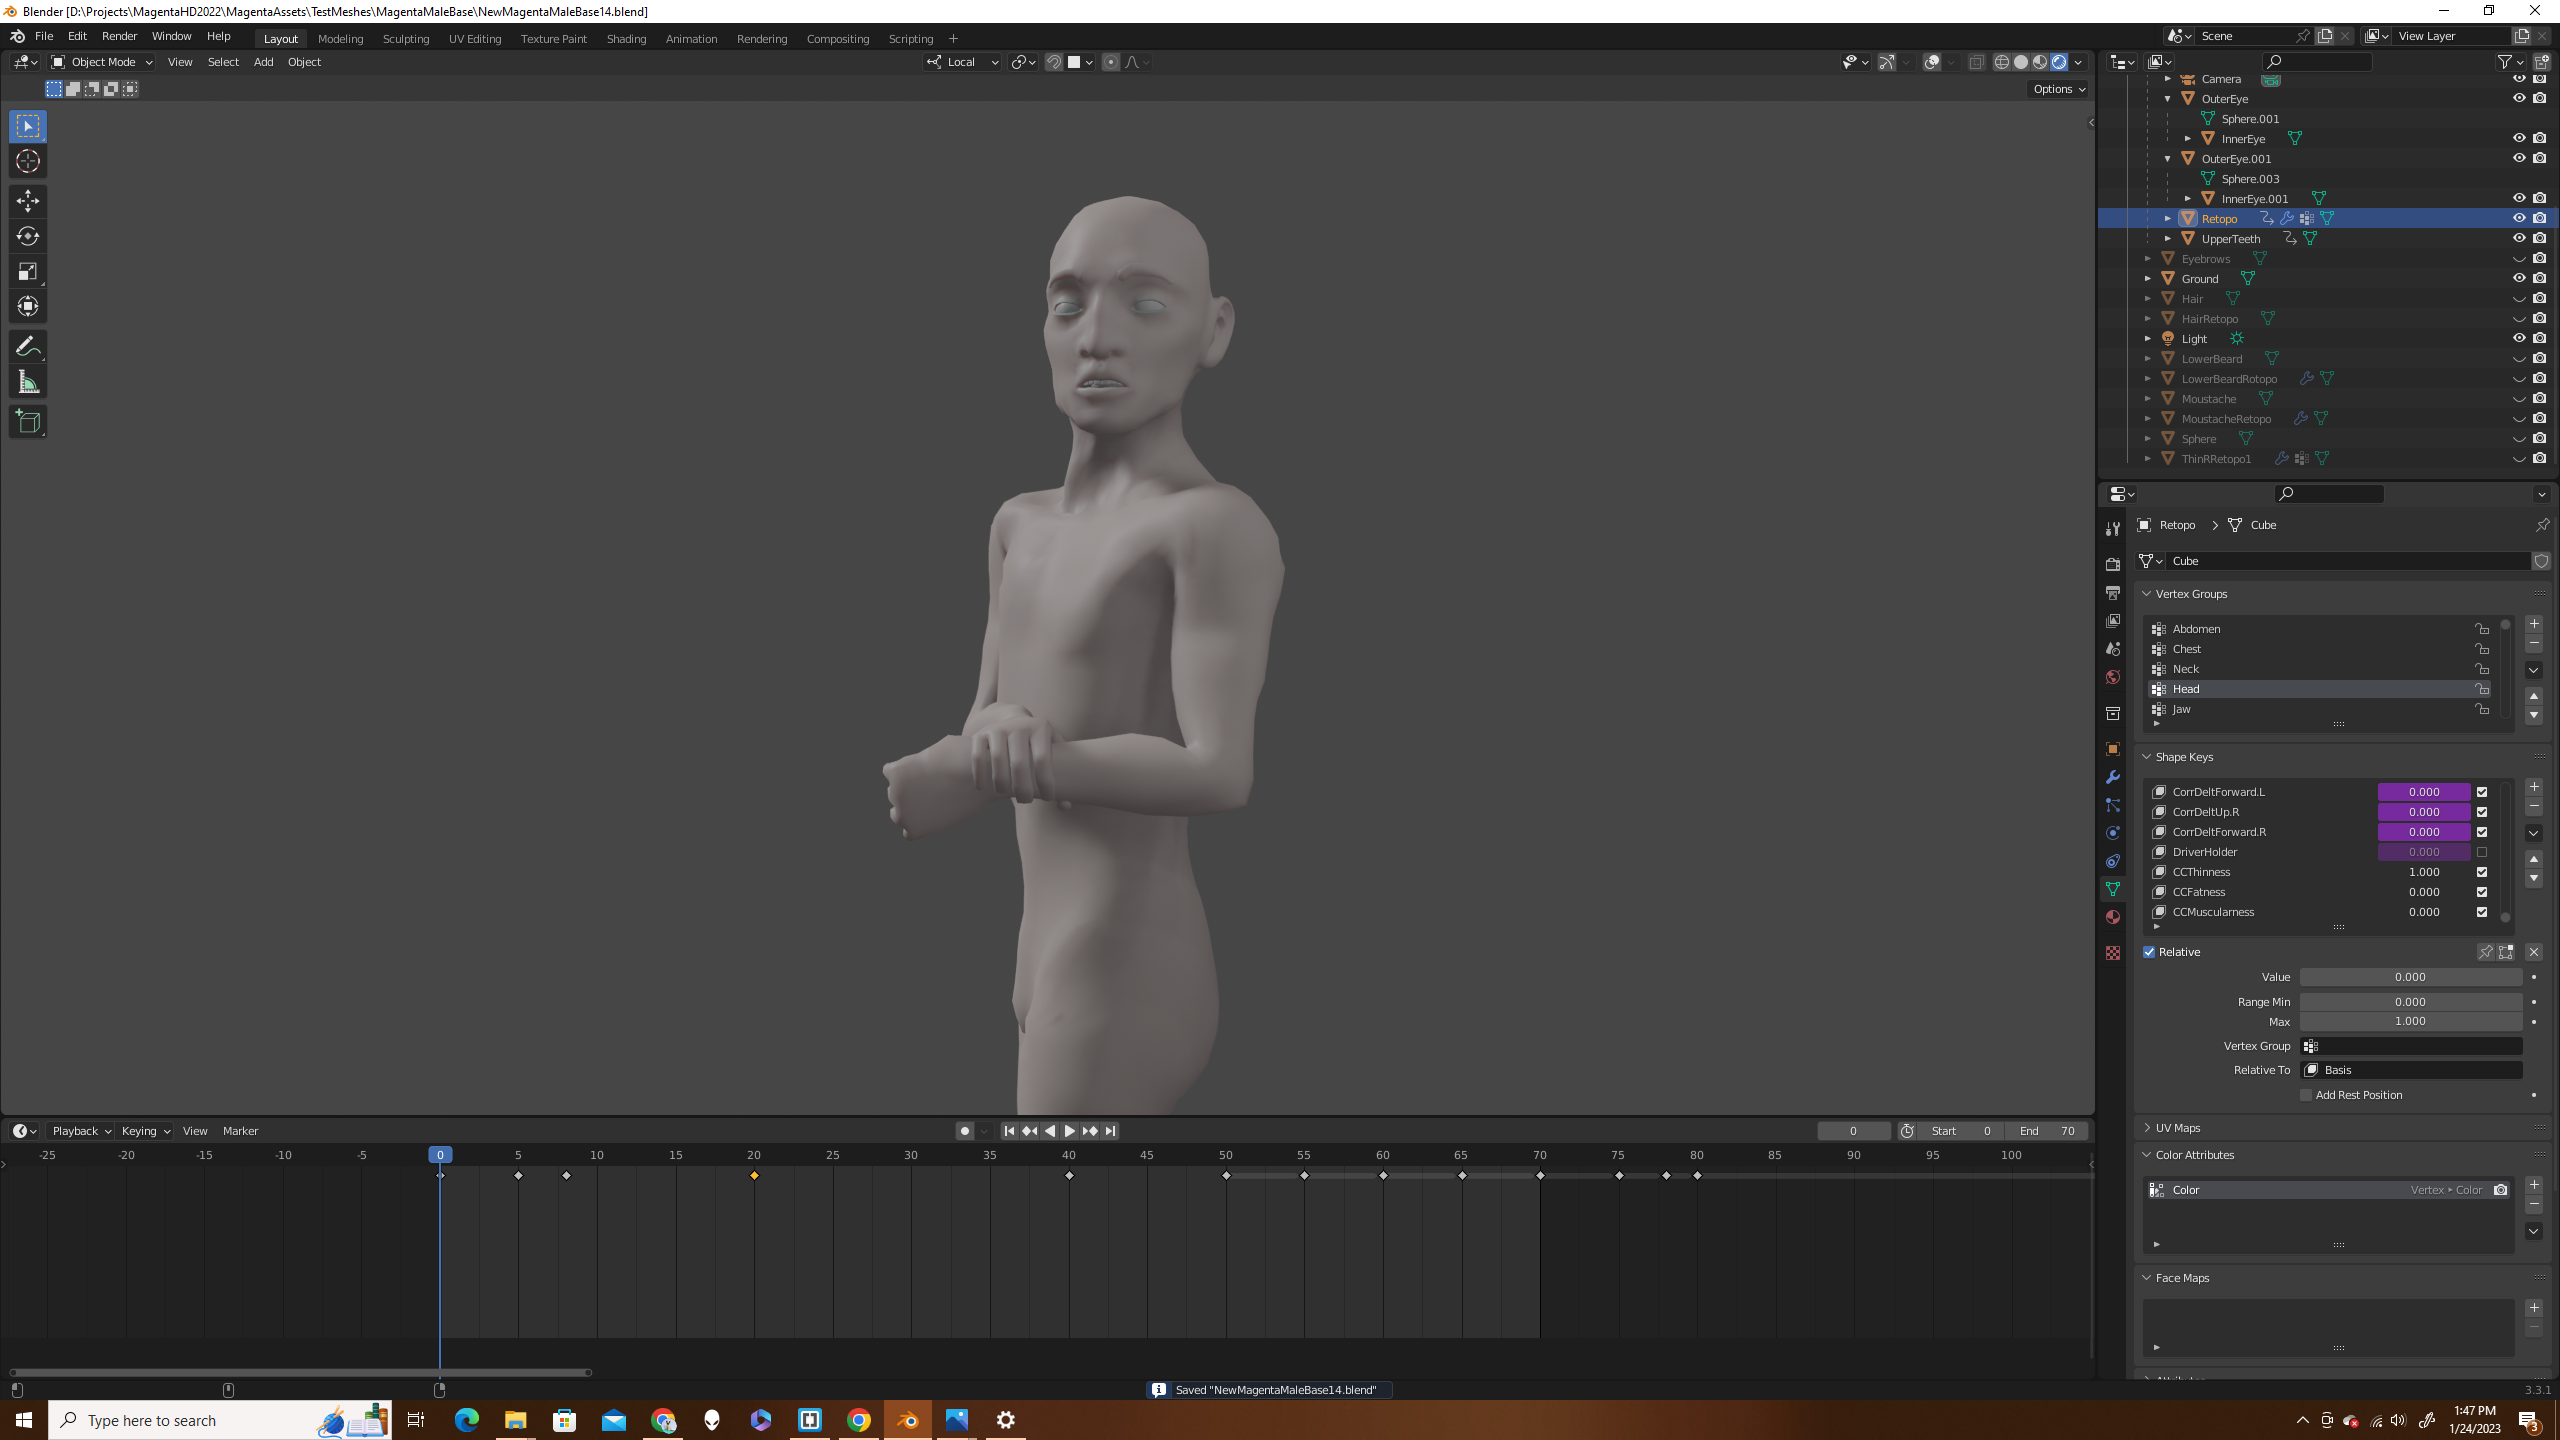 Blender [D:\Projects\MagentaHD2022\MagentaAssets\TestMeshes\MagentaMaleBase\NewMagentaMaleBase14.blend]
File Edit Render Window Help Layout Modeling Sculpting UV Editing Texture Paint Shading Animation Rendering Compositing Scripting + Scene View Layer
Object Mode View Select Add Object Local
Options
Camera
OuterEye
Sphere.001
InnerEye
OuterEye.001
Sphere.003
InnerEye.001
Retopo
UpperTeeth
Eyebrows
Ground
Hair
HairRetopo
Light
LowerBeard
LowerBeardRotopo
Moustache
MoustacheRetopo
Sphere
ThinRRetopo1
Retopo > Cube
Cube
Vertex Groups
Abdomen
Chest
Neck
Head
Jaw
Shape Keys
CorrDeltForward.L 0.000
CorrDeltUp.R 0.000
CorrDeltForward.R 0.000
DriverHolder 0.000
CCThinness 1.000
CCFatness 0.000
CCMuscularness 0.000
Relative
Value 0.000
Range Min 0.000
Max 1.000
Vertex Group
Relative To Basis
Add Rest Position
UV Maps
Color Attributes
Color Vertex ▸ Color
Face Maps
Playback Keying View Marker 0 Start 0 End 70
-25 -20 -15 -10 -5 0 5 10 15 20 25 30 35 40 45 50 55 60 65 70 75 80 85 90 95 100
Saved "NewMagentaMaleBase14.blend"
3.3.1
Type here to search
1:47 PM
1/24/2023
3